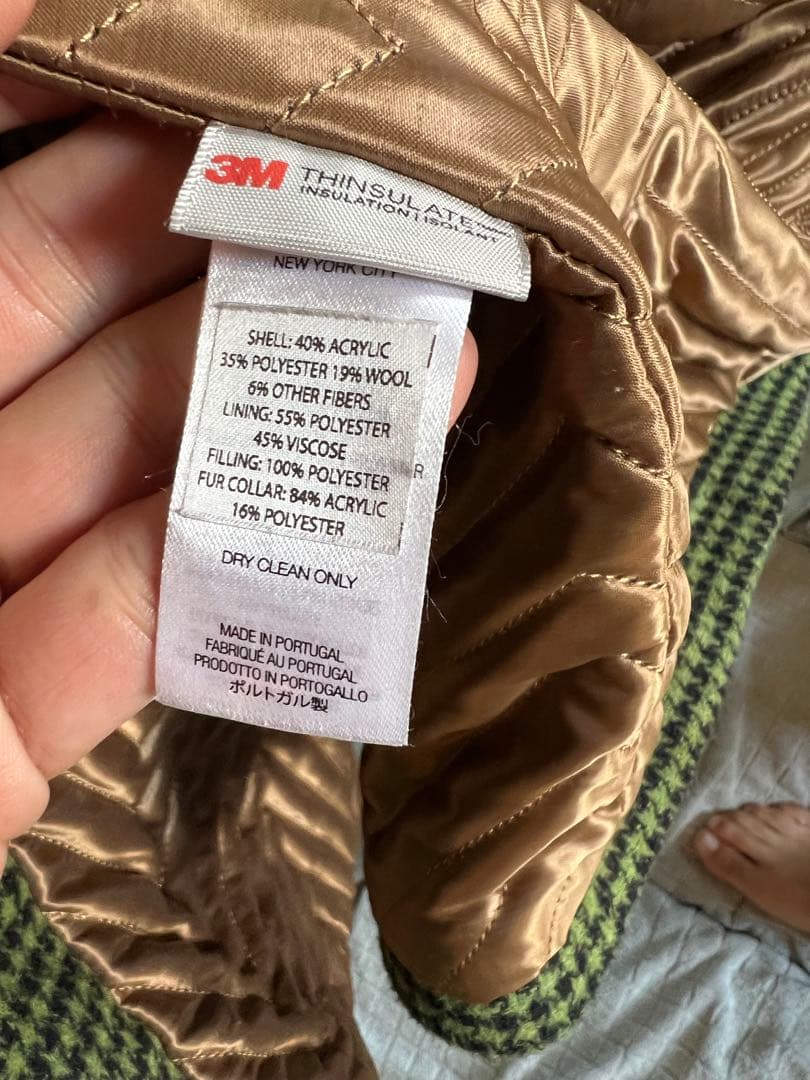 3M THINSULATE™
INSULATION | ISOLANT
NEW YORK CITY
SHELL: 40% ACRYLIC
35% POLYESTER 19% WOOL
6% OTHER FIBERS
LINING: 55% POLYESTER
45% VISCOSE
FILLING: 100% POLYESTER
FUR COLLAR: 84% ACRYLIC
16% POLYESTER
R
DRY CLEAN ONLY
MADE IN PORTUGAL
FABRIQUÉ AU PORTUGAL
PRODOTTO IN PORTOGALLO
ポルトガル製